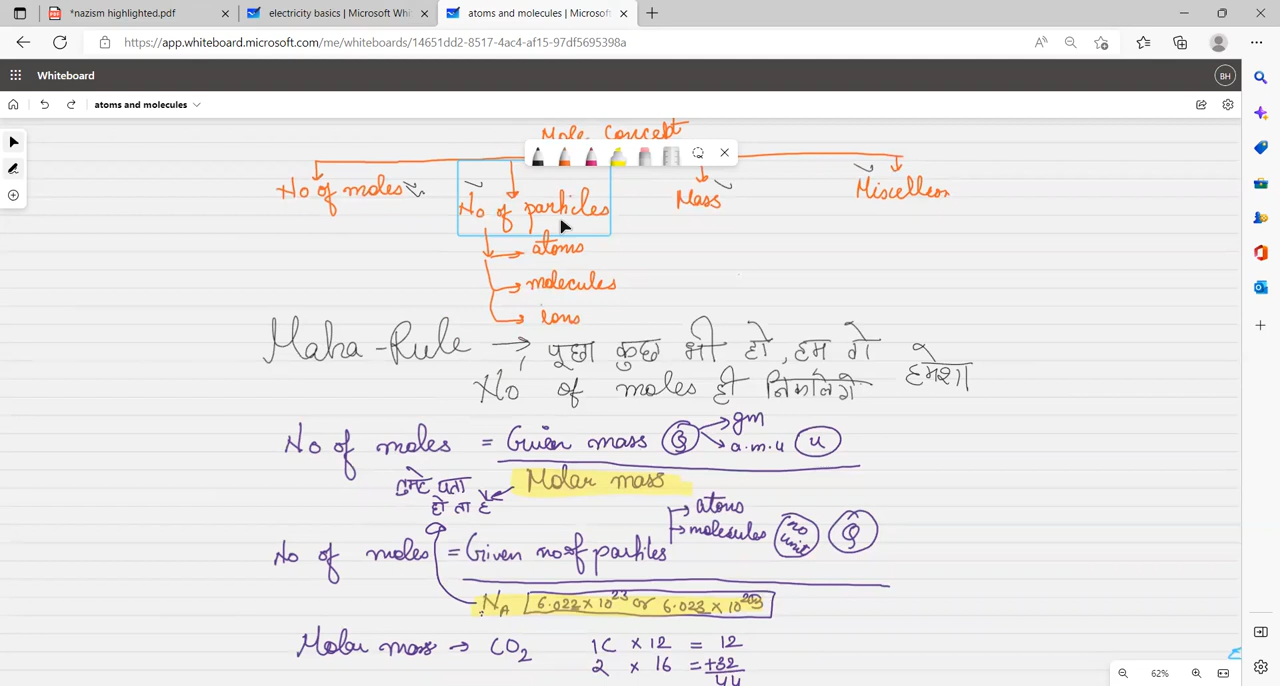 *nazism highlighted.pdf
electricity basics | Microsoft Whi
atoms and molecules | Microsof
https://app.whiteboard.microsoft.com/me/whiteboards/14651dd2-8517-4ac4-af15-97df5695398a
Whiteboard
BH
atoms and molecules
Mole Concept
No of moles
No of particles
Mass
Miscelleon
atoms
molecules
ions
Maha-Rule → पूछा कुछ भी हो, हम तो हमेशा
No of moles ही निकालेंगे
No of moles = Given mass Q → gm
→ a.m.u u
Molar mass
तुम्हे पता
होता है
→ atoms
→ molecules no unit Q
No of moles = Given no of particles
NA 6.022 x 10^23 or 6.023 x 10^23
Molar mass → CO2 1C x 12 = 12
2 x 16 = +32
44
62%